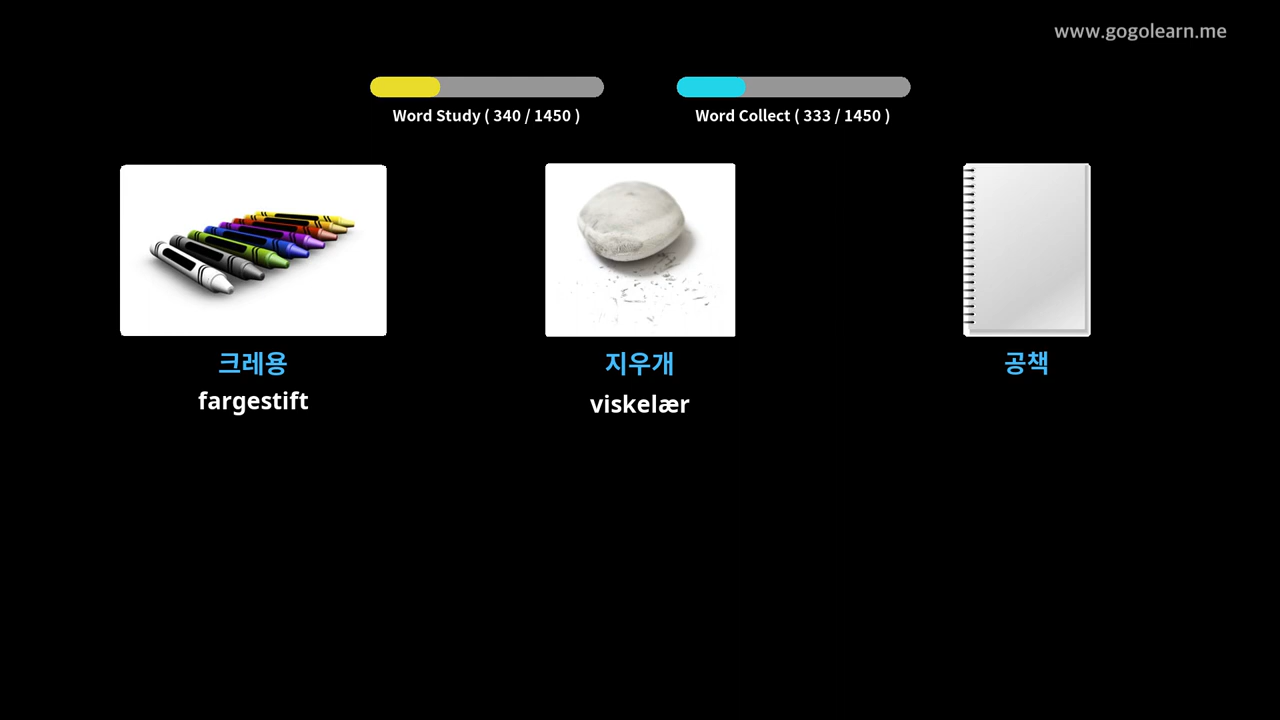 www.gogolearn.me
Word Study ( 340 / 1450 )
Word Collect ( 333 / 1450 )
크레용
지우개
공책
fargestift
viskelær